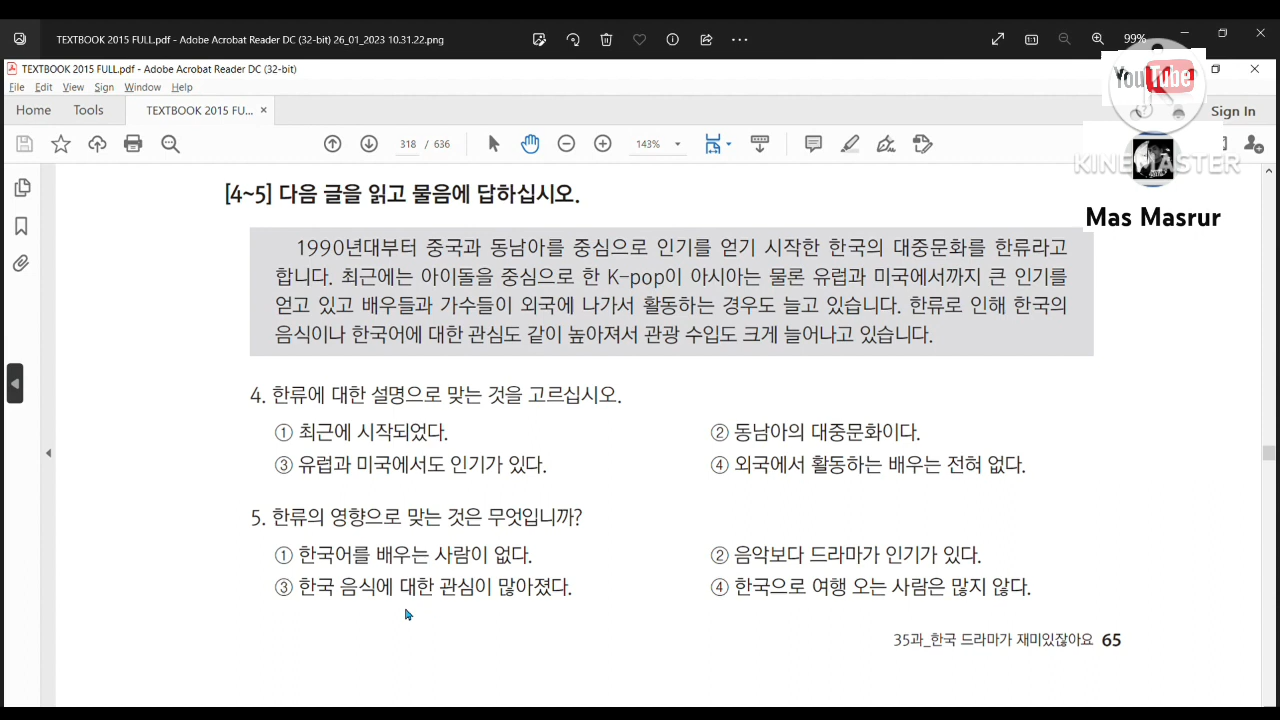 TEXTBOOK 2015 FULL.pdf - Adobe Acrobat Reader DC (32-bit) 26_01_2023 10.31.22.png
99%
TEXTBOOK 2015 FULL.pdf - Adobe Acrobat Reader DC (32-bit)
YouTube
File Edit View Sign Window Help
Home Tools TEXTBOOK 2015 FU... × Sign In
318 / 636 143%
KINEMASTER
Mas Masrur
[4~5] 다음 글을 읽고 물음에 답하십시오.
1990년대부터 중국과 동남아를 중심으로 인기를 얻기 시작한 한국의 대중문화를 한류라고
합니다. 최근에는 아이돌을 중심으로 한 K-pop이 아시아는 물론 유럽과 미국에서까지 큰 인기를
얻고 있고 배우들과 가수들이 외국에 나가서 활동하는 경우도 늘고 있습니다. 한류로 인해 한국의
음식이나 한국어에 대한 관심도 같이 높아져서 관광 수입도 크게 늘어나고 있습니다.
4. 한류에 대한 설명으로 맞는 것을 고르십시오.
① 최근에 시작되었다. ② 동남아의 대중문화이다.
③ 유럽과 미국에서도 인기가 있다. ④ 외국에서 활동하는 배우는 전혀 없다.
5. 한류의 영향으로 맞는 것은 무엇입니까?
① 한국어를 배우는 사람이 없다. ② 음악보다 드라마가 인기가 있다.
③ 한국 음식에 대한 관심이 많아졌다. ④ 한국으로 여행 오는 사람은 많지 않다.
35과_한국 드라마가 재미있잖아요 65